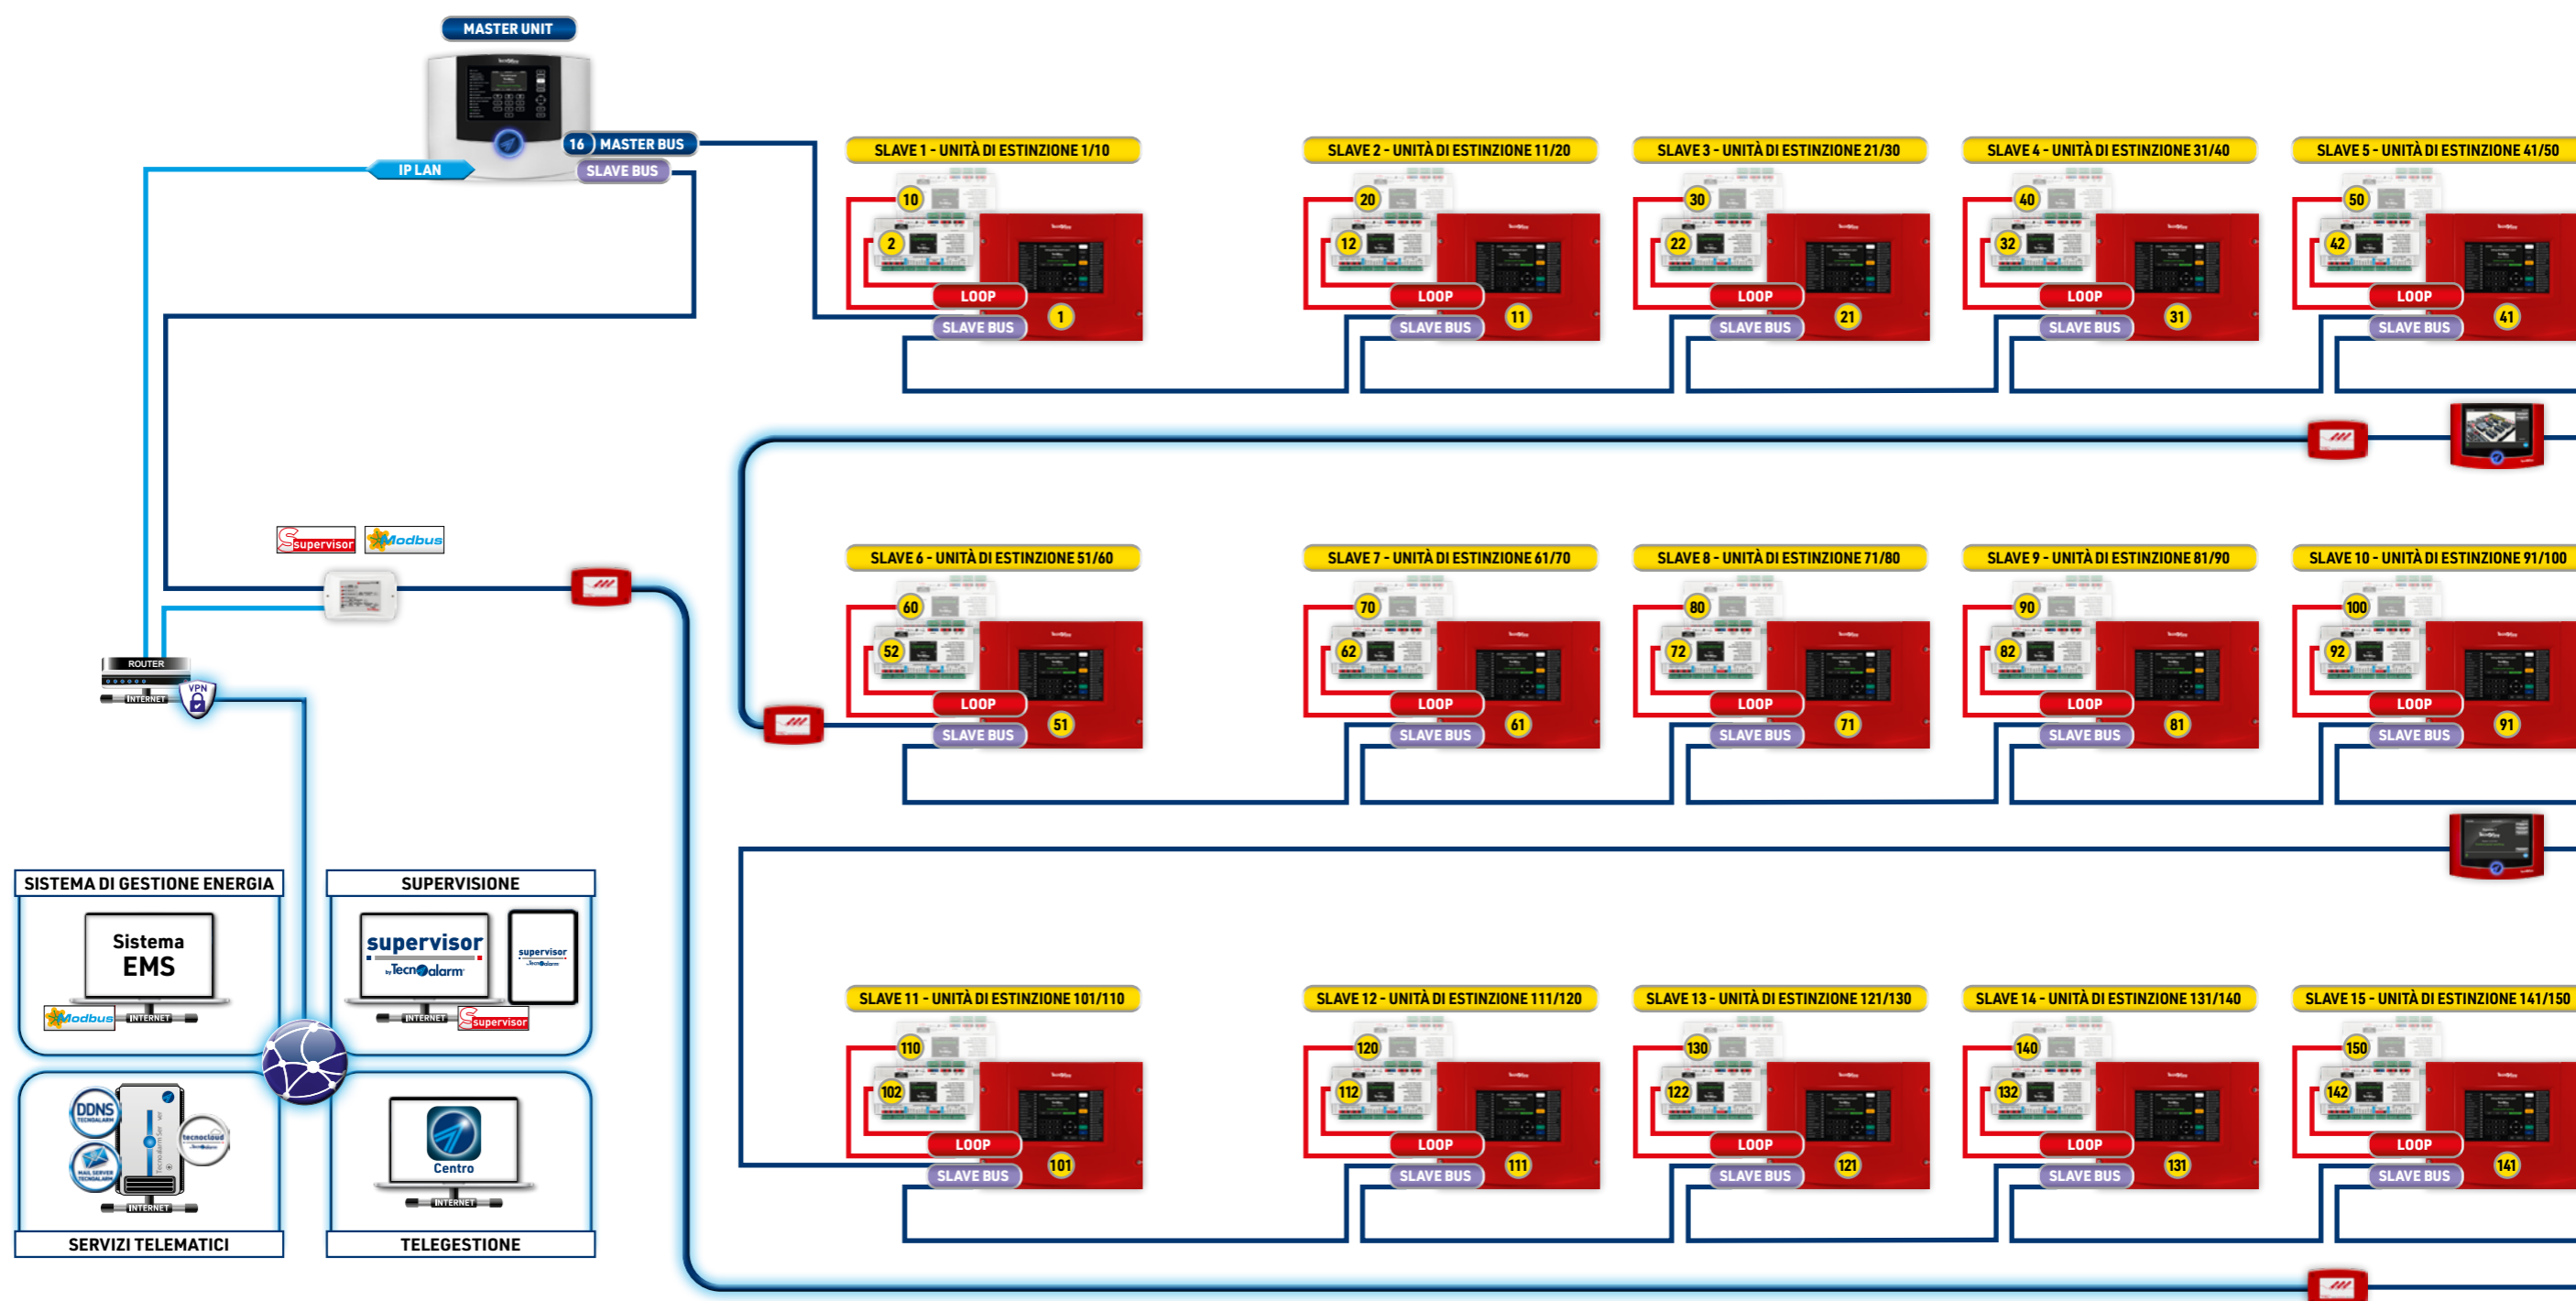 MASTER UNIT
16 MASTER BUS
IP LAN
SLAVE BUS
SLAVE 1 - UNITÀ DI ESTINZIONE 1/10
10
2
LOOP
SLAVE BUS
1
SLAVE 2 - UNITÀ DI ESTINZIONE 11/20
20
12
LOOP
SLAVE BUS
11
SLAVE 3 - UNITÀ DI ESTINZIONE 21/30
30
22
LOOP
SLAVE BUS
21
SLAVE 4 - UNITÀ DI ESTINZIONE 31/40
40
32
LOOP
SLAVE BUS
31
SLAVE 5 - UNITÀ DI ESTINZIONE 41/50
50
42
LOOP
SLAVE BUS
41
supervisor
Modbus
SLAVE 6 - UNITÀ DI ESTINZIONE 51/60
60
52
LOOP
SLAVE BUS
51
SLAVE 7 - UNITÀ DI ESTINZIONE 61/70
70
62
LOOP
SLAVE BUS
61
SLAVE 8 - UNITÀ DI ESTINZIONE 71/80
80
72
LOOP
SLAVE BUS
71
SLAVE 9 - UNITÀ DI ESTINZIONE 81/90
90
82
LOOP
SLAVE BUS
81
SLAVE 10 - UNITÀ DI ESTINZIONE 91/100
100
92
LOOP
SLAVE BUS
91
ROUTER
INTERNET
VPN
SISTEMA DI GESTIONE ENERGIA
Sistema
EMS
Modbus
INTERNET
SUPERVISIONE
supervisor
by Tecnoalarm
supervisor
by Tecnoalarm
INTERNET
supervisor
DDNS
TECNOALARM
MAIL SERVER
TECNOALARM
Tecnoalarm Server
tecnocloud
INTERNET
SERVIZI TELEMATICI
Centro
INTERNET
TELEGESTIONE
SLAVE 11 - UNITÀ DI ESTINZIONE 101/110
110
102
LOOP
SLAVE BUS
101
SLAVE 12 - UNITÀ DI ESTINZIONE 111/120
120
112
LOOP
SLAVE BUS
111
SLAVE 13 - UNITÀ DI ESTINZIONE 121/130
130
122
LOOP
SLAVE BUS
121
SLAVE 14 - UNITÀ DI ESTINZIONE 131/140
140
132
LOOP
SLAVE BUS
131
SLAVE 15 - UNITÀ DI ESTINZIONE 141/150
150
142
LOOP
SLAVE BUS
141